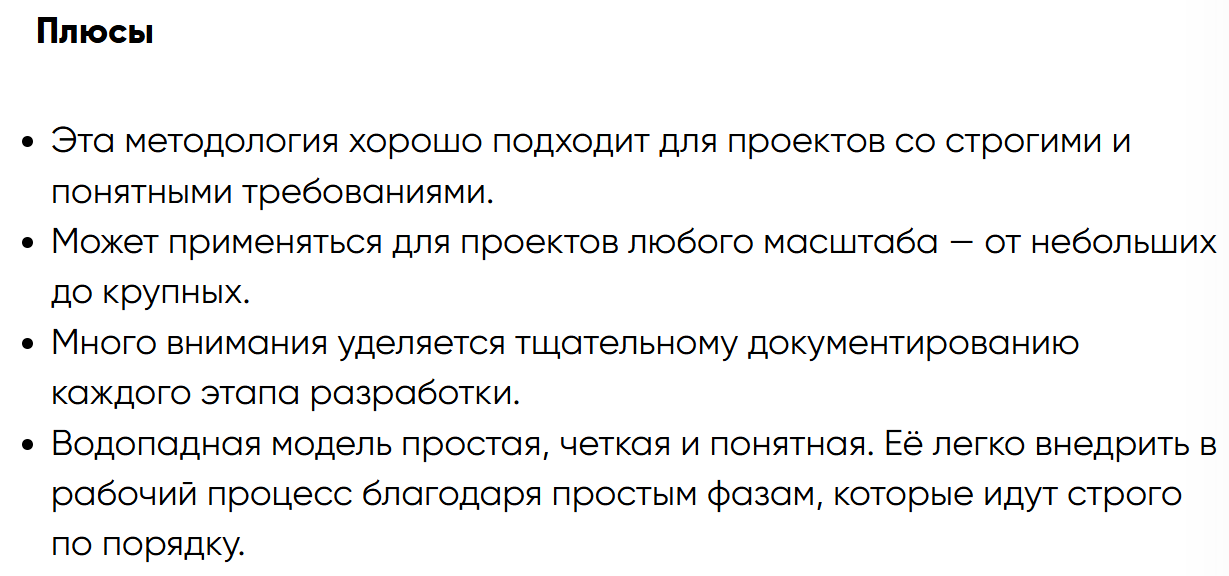 Плюсы
• Эта методология хорошо подходит для проектов со строгими и
понятными требованиями.
• Может применяться для проектов любого масштаба — от небольших
до крупных.
• Много внимания уделяется тщательному документированию
каждого этапа разработки.
• Водопадная модель простая, четкая и понятная. Её легко внедрить в
рабочий процесс благодаря простым фазам, которые идут строго
по порядку.